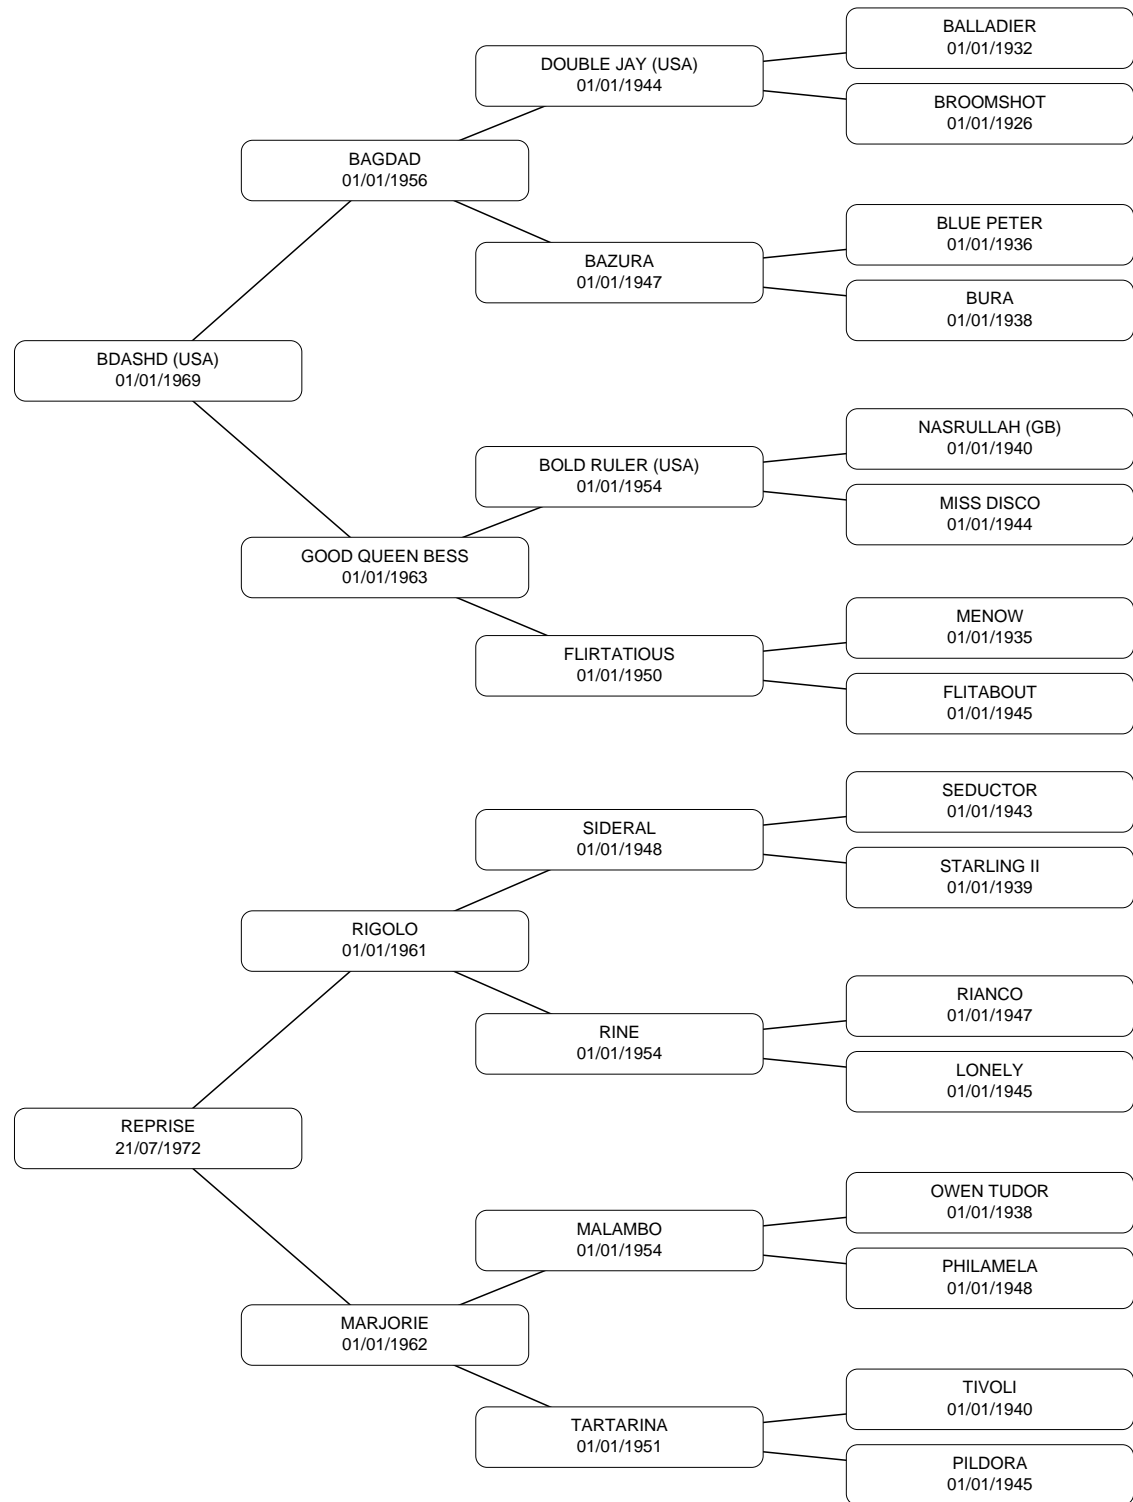 BALLADIER
01/01/1932
DOUBLE JAY (USA)
01/01/1944
BROOMSHOT
01/01/1926
BAGDAD
01/01/1956
BLUE PETER
01/01/1936
BAZURA
01/01/1947
BURA
01/01/1938
BDASHD (USA)
01/01/1969
NASRULLAH (GB)
01/01/1940
BOLD RULER (USA)
01/01/1954
MISS DISCO
01/01/1944
GOOD QUEEN BESS
01/01/1963
MENOW
01/01/1935
FLIRTATIOUS
01/01/1950
FLITABOUT
01/01/1945
SEDUCTOR
01/01/1943
SIDERAL
01/01/1948
STARLING II
01/01/1939
RIGOLO
01/01/1961
RIANCO
01/01/1947
RINE
01/01/1954
LONELY
01/01/1945
REPRISE
21/07/1972
OWEN TUDOR
01/01/1938
MALAMBO
01/01/1954
PHILAMELA
01/01/1948
MARJORIE
01/01/1962
TIVOLI
01/01/1940
TARTARINA
01/01/1951
PILDORA
01/01/1945